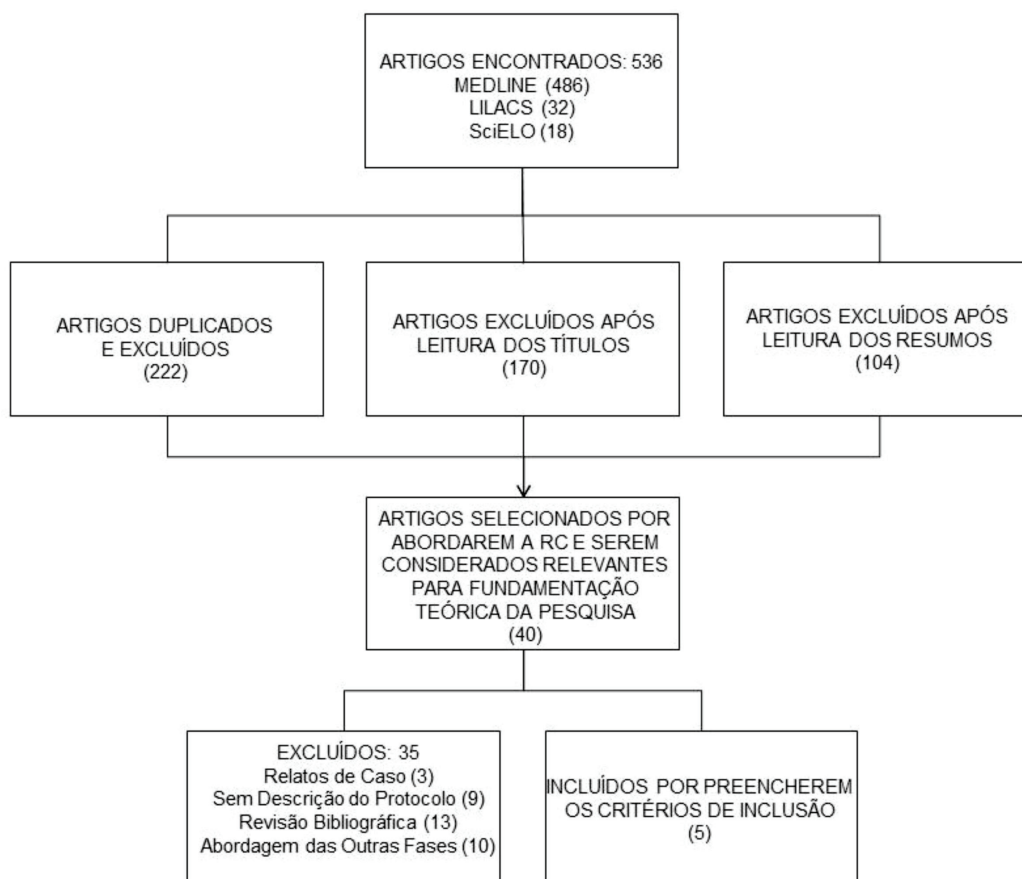 ARTIGOS ENCONTRADOS: 536
MEDLINE (486)
LILACS (32)
SciELO (18)
ARTIGOS DUPLICADOS
E EXCLUÍDOS
(222)
ARTIGOS EXCLUÍDOS APÓS
LEITURA DOS TÍTULOS
(170)
ARTIGOS EXCLUÍDOS APÓS
LEITURA DOS RESUMOS
(104)
ARTIGOS SELECIONADOS POR
ABORDAREM A RC E SEREM
CONSIDERADOS RELEVANTES
PARA FUNDAMENTAÇÃO
TEÓRICA DA PESQUISA
(40)
EXCLUÍDOS: 35
Relatos de Caso (3)
Sem Descrição do Protocolo (9)
Revisão Bibliográfica (13)
Abordagem das Outras Fases (10)
INCLUÍDOS POR PREENCHEREM
OS CRITÉRIOS DE INCLUSÃO
(5)